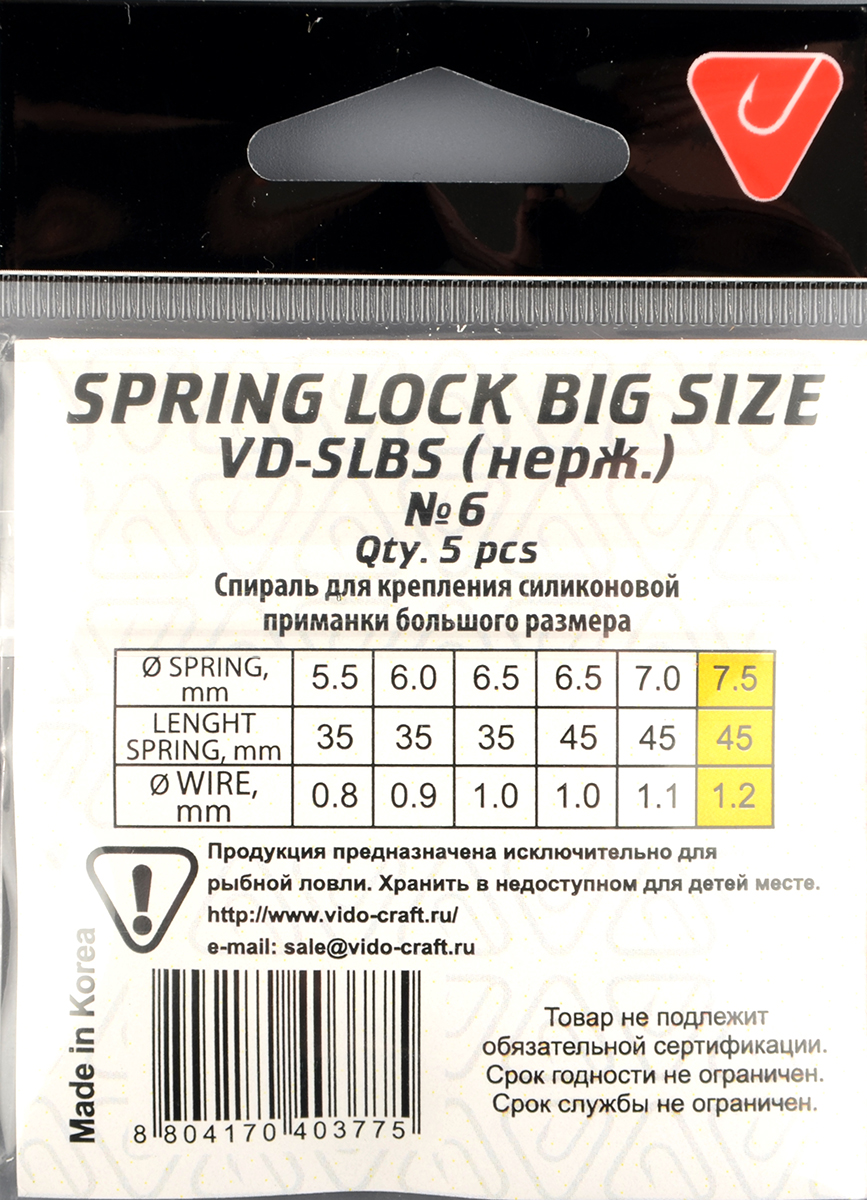 SPRING LOCK BIG SIZE
VD-SLBS (нерж.)
№6
Qty. 5 pcs
Спираль для крепления силиконовой
приманки большого размера
Ø SPRING, mm 5.5 6.0 6.5 6.5 7.0 7.5
LENGHT SPRING, mm 35 35 35 45 45 45
Ø WIRE, mm 0.8 0.9 1.0 1.0 1.1 1.2
Продукция предназначена исключительно для
рыбной ловли. Хранить в недоступном для детей месте.
http://www.vido-craft.ru/
e-mail: sale@vido-craft.ru
Made in Korea
8 804170 403775
Товар не подлежит
обязательной сертификации.
Срок годности не ограничен.
Срок службы не ограничен.